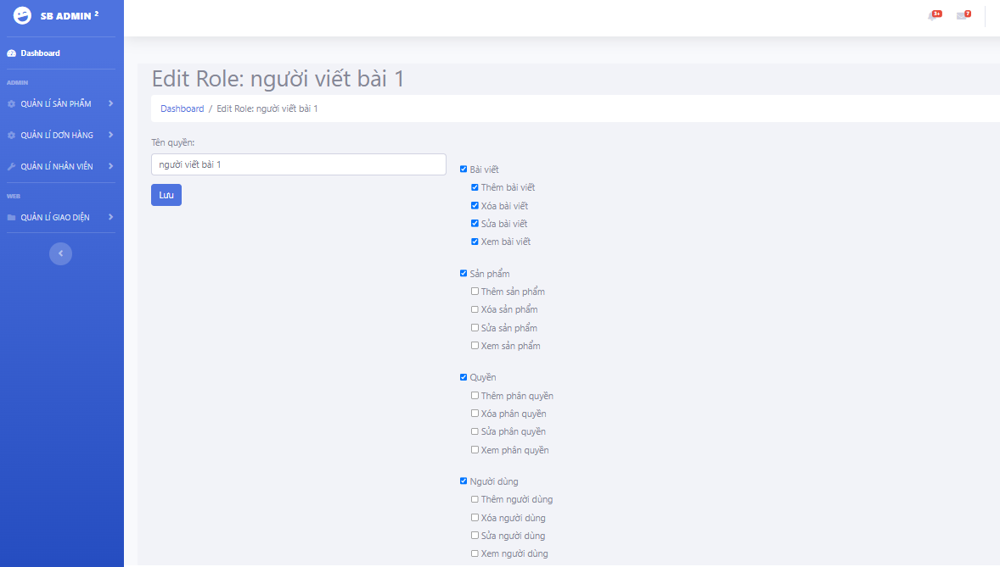 SB ADMIN 2
3+
7
Dashboard
ADMIN
QUẢN LÍ SẢN PHẨM
QUẢN LÍ ĐƠN HÀNG
QUẢN LÍ NHÂN VIÊN
WEB
QUẢN LÍ GIAO DIỆN
Edit Role: người viết bài 1
Dashboard / Edit Role: người viết bài 1
Tên quyền:
người viết bài 1
Lưu
Bài viết
Thêm bài viết
Xóa bài viết
Sửa bài viết
Xem bài viết
Sản phẩm
Thêm sản phẩm
Xóa sản phẩm
Sửa sản phẩm
Xem sản phẩm
Quyền
Thêm phân quyền
Xóa phân quyền
Sửa phân quyền
Xem phân quyền
Người dùng
Thêm người dùng
Xóa người dùng
Sửa người dùng
Xem người dùng